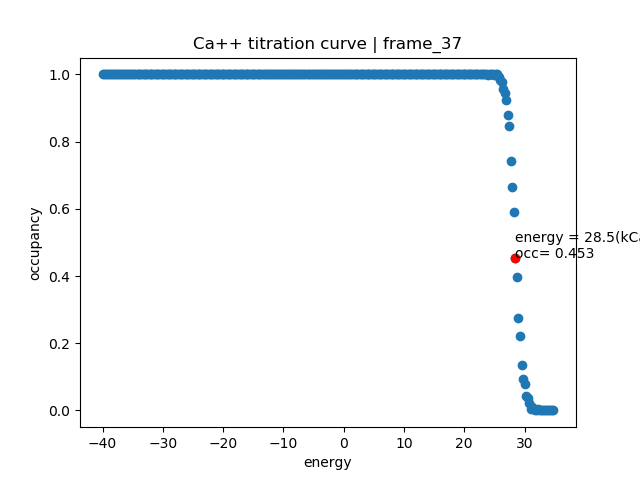 Ca++ titration curve | frame_37
1.0
0.8
occupancy
0.6
energy = 28.5(kCa
occ= 0.453
0.4
0.2
0.0
−40 −30 −20 −10 0 10 20 30
energy